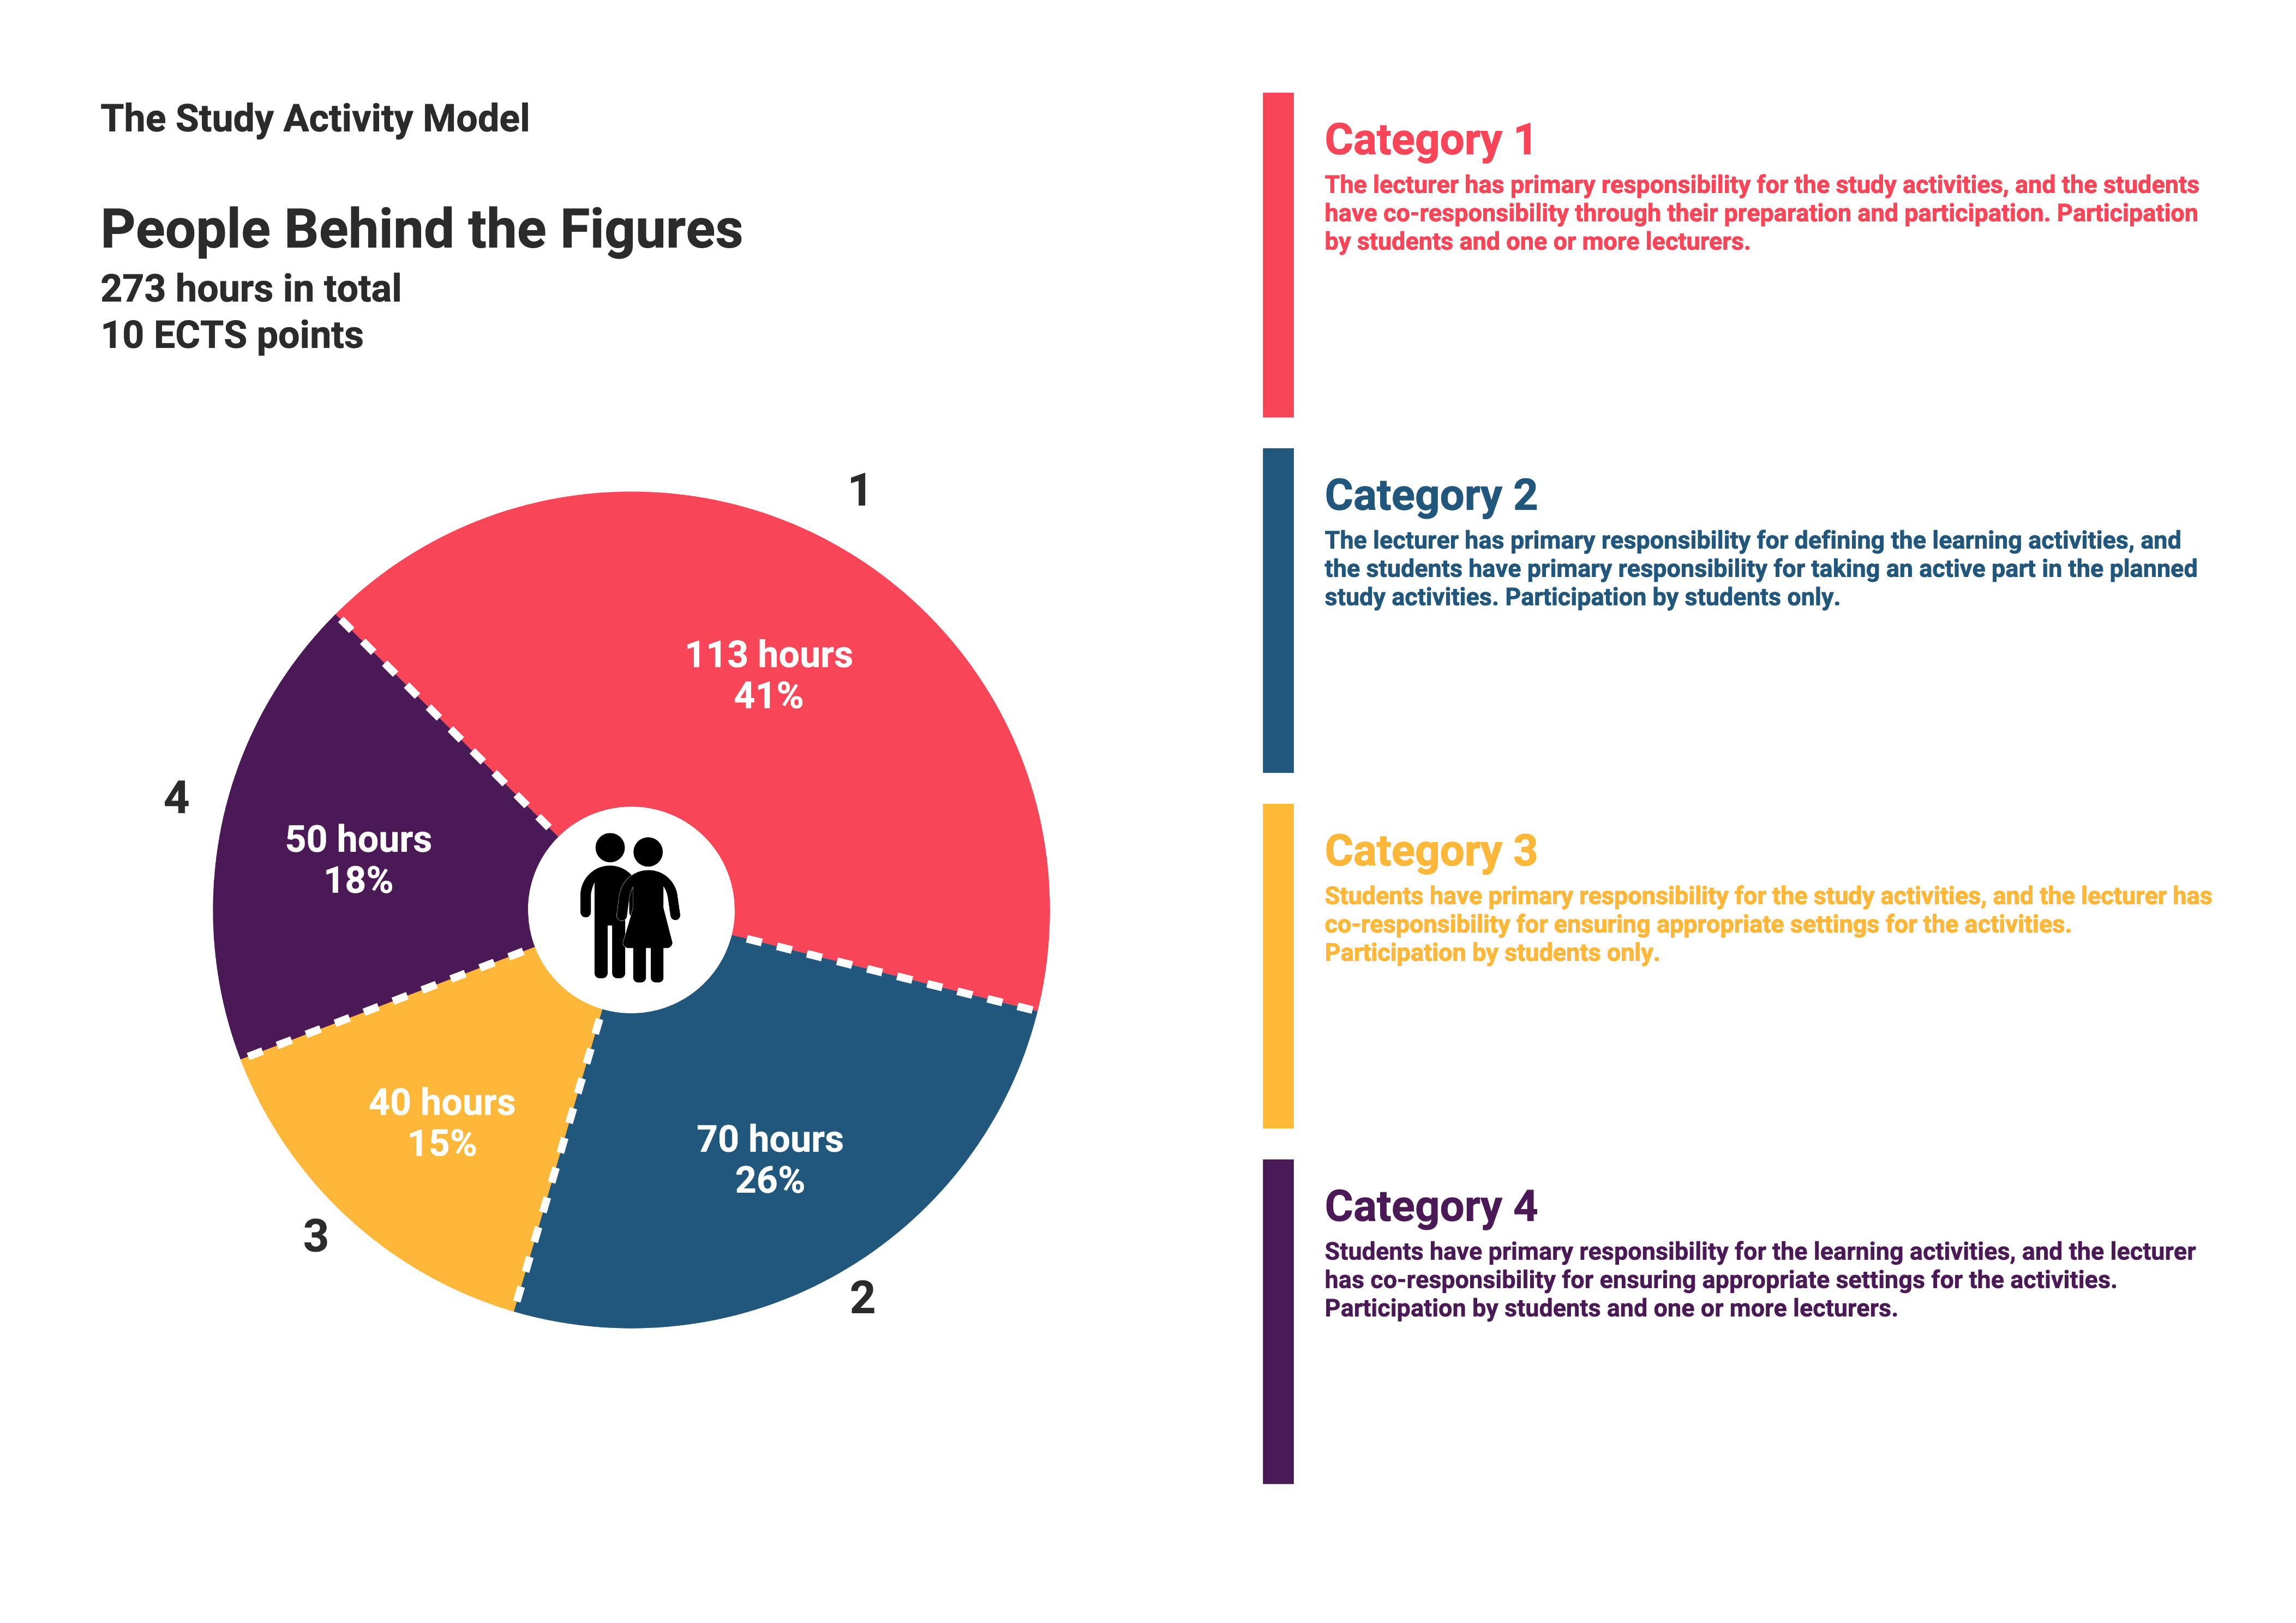 The Study Activity Model
People Behind the Figures
273 hours in total
10 ECTS points
1
113 hours
41%
4
50 hours
18%
40 hours
15%
70 hours
26%
3
2
Category 1
The lecturer has primary responsibility for the study activities, and the students
have co-responsibility through their preparation and participation. Participation
by students and one or more lecturers.
Category 2
The lecturer has primary responsibility for defining the learning activities, and
the students have primary responsibility for taking an active part in the planned
study activities. Participation by students only.
Category 3
Students have primary responsibility for the study activities, and the lecturer has
co-responsibility for ensuring appropriate settings for the activities.
Participation by students only.
Category 4
Students have primary responsibility for the learning activities, and the lecturer
has co-responsibility for ensuring appropriate settings for the activities.
Participation by students and one or more lecturers.